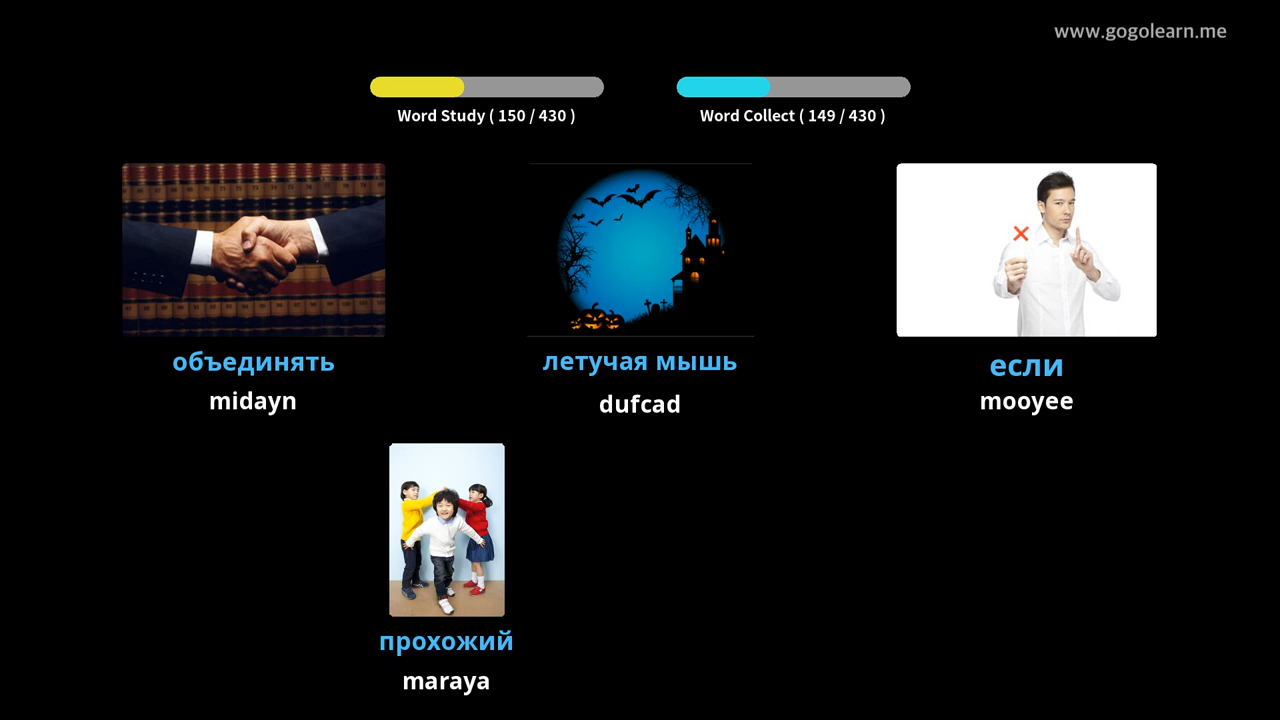 www.gogolearn.me
Word Study ( 150 / 430 )
Word Collect ( 149 / 430 )
объединять
midayn
летучая мышь
dufcad
если
mooyee
прохожий
maraya